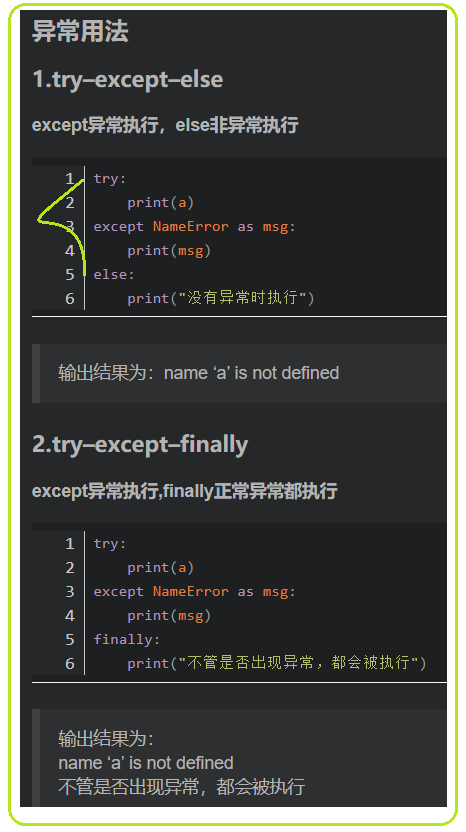 异常用法
1.try–except–else
except异常执行，else非异常执行
1 try:
2     print(a)
3 except NameError as msg:
4     print(msg)
5 else:
6     print("没有异常时执行")
输出结果为：name ‘a’ is not defined
2.try–except–finally
except异常执行,finally正常异常都执行
1 try:
2     print(a)
3 except NameError as msg:
4     print(msg)
5 finally:
6     print("不管是否出现异常，都会被执行")
输出结果为：
name ‘a’ is not defined
不管是否出现异常，都会被执行